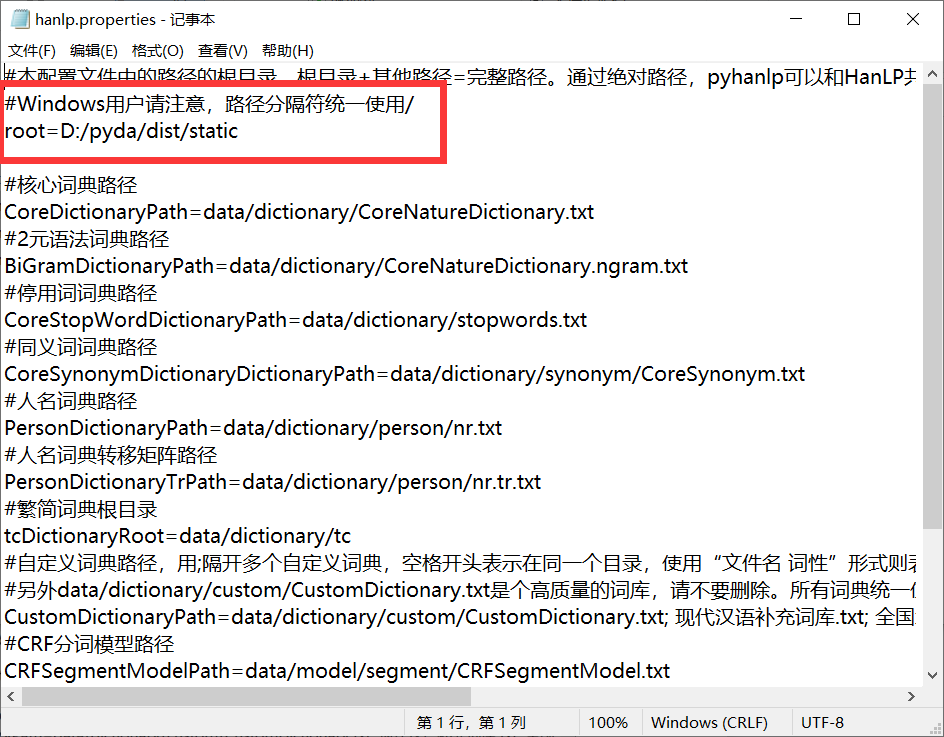 hanlp.properties - 记事本
文件(F) 编辑(E) 格式(O) 查看(V) 帮助(H)
#本配置文件中的路径的根目录，根目录+其他路径=完整路径。通过绝对路径，pyhanlp可以和HanLP共
#Windows用户请注意，路径分隔符统一使用/
root=D:/pyda/dist/static
#核心词典路径
CoreDictionaryPath=data/dictionary/CoreNatureDictionary.txt
#2元语法词典路径
BiGramDictionaryPath=data/dictionary/CoreNatureDictionary.ngram.txt
#停用词词典路径
CoreStopWordDictionaryPath=data/dictionary/stopwords.txt
#同义词词典路径
CoreSynonymDictionaryDictionaryPath=data/dictionary/synonym/CoreSynonym.txt
#人名词典路径
PersonDictionaryPath=data/dictionary/person/nr.txt
#人名词典转移矩阵路径
PersonDictionaryTrPath=data/dictionary/person/nr.tr.txt
#繁简词典根目录
tcDictionaryRoot=data/dictionary/tc
#自定义词典路径，用;隔开多个自定义词典，空格开头表示在同一个目录，使用“文件名 词性”形式则表
#另外data/dictionary/custom/CustomDictionary.txt是个高质量的词库，请不要删除。所有词典统一使
CustomDictionaryPath=data/dictionary/custom/CustomDictionary.txt; 现代汉语补充词库.txt; 全国
#CRF分词模型路径
CRFSegmentModelPath=data/model/segment/CRFSegmentModel.txt
第 1 行，第 1 列 100% Windows (CRLF) UTF-8